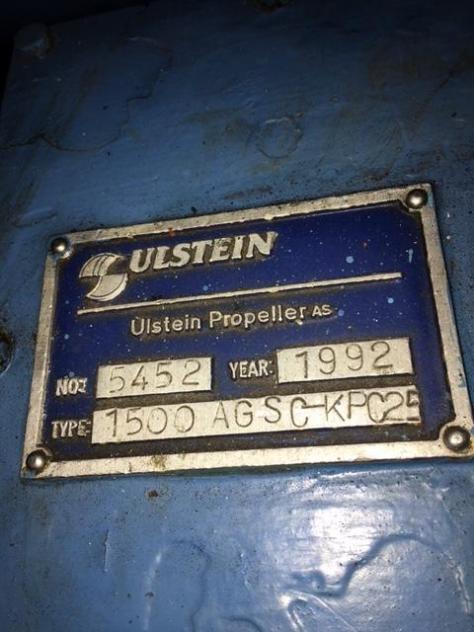 ULSTEIN
Ulstein Propeller AS
NO: 5452 YEAR: 1992
TYPE: 1500 AGSC-KPC25